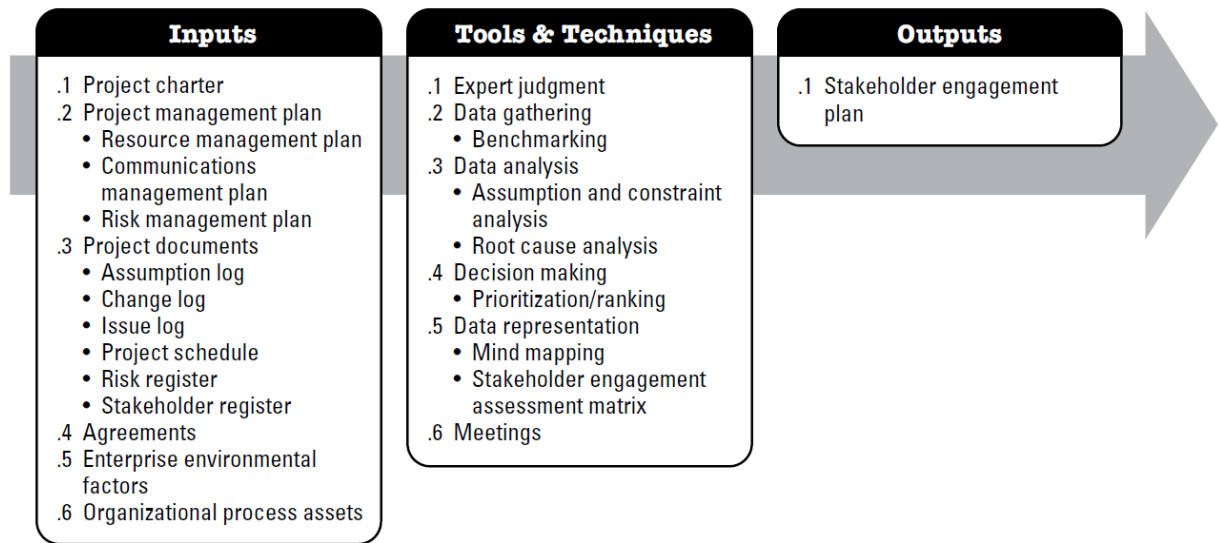 Inputs
.1 Project charter
.2 Project management plan
• Resource management plan
• Communications
management plan
• Risk management plan
.3 Project documents
• Assumption log
• Change log
• Issue log
• Project schedule
• Risk register
• Stakeholder register
.4 Agreements
.5 Enterprise environmental
factors
.6 Organizational process assets
Tools & Techniques
.1 Expert judgment
.2 Data gathering
• Benchmarking
.3 Data analysis
• Assumption and constraint
analysis
• Root cause analysis
.4 Decision making
• Prioritization/ranking
.5 Data representation
• Mind mapping
• Stakeholder engagement
assessment matrix
.6 Meetings
Outputs
.1 Stakeholder engagement
plan